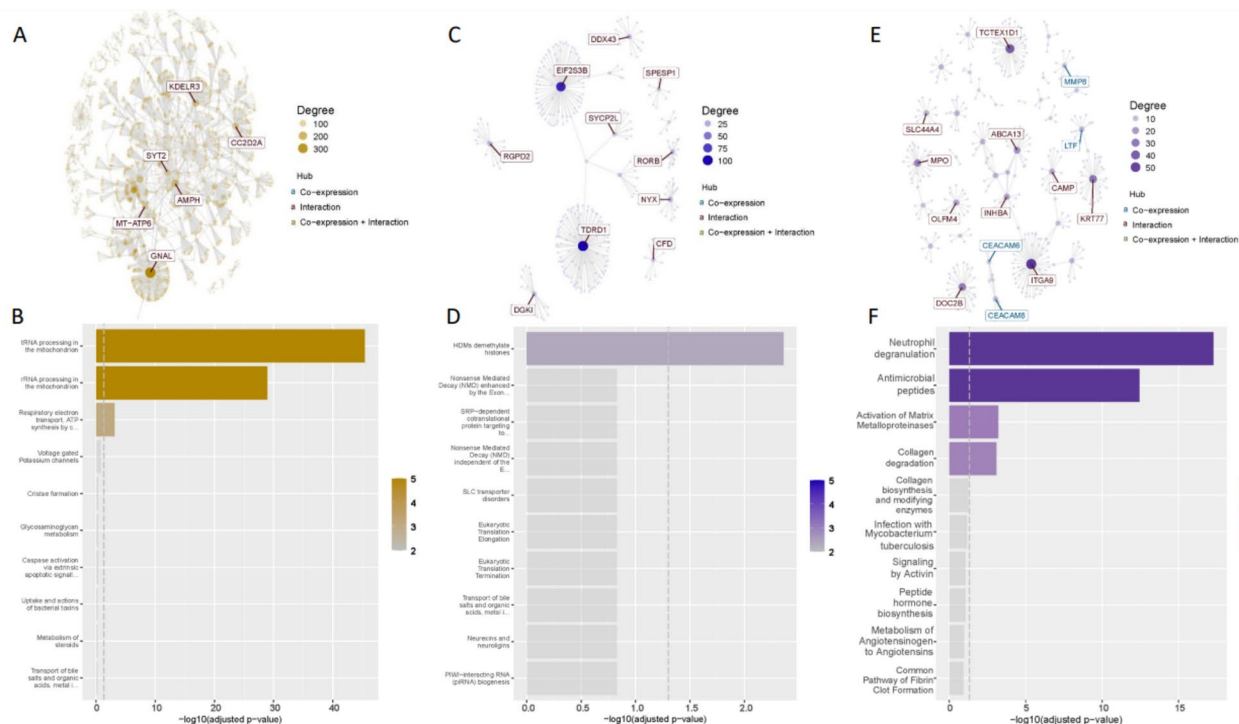 A
KDELR3
CC2D2A
SYT2
AMPH
MT-ATP6
GNAL
Degree
100
200
300
Hub
a Co-expression
a Interaction
a Co-expression + Interaction
C
DDX43
EIF2S3B
SPESP1
SYCP2L
RGPD2
RORB
NYX
TDRD1
CFD
DGKI
Degree
25
50
75
100
Hub
a Co-expression
a Interaction
a Co-expression + Interaction
E
TCTEX1D1
MMP8
SLC44A4
ABCA13
LTF
MPO
CAMP
OLFM4
INHBA
KRT77
CEACAM6
ITGA9
DOC2B
CEACAM8
Degree
10
20
30
40
50
Hub
a Co-expression
a Interaction
a Co-expression + Interaction
B
tRNA processing in
the mitochondrion
rRNA processing in
the mitochondrion
Respiratory electron
transport, ATP
synthesis by c...
Voltage gated
Potassium channels
Cristae formation
Glycosaminoglycan
metabolism
Caspase activation
via extrinsic
apoptotic signali...
Uptake and actions
of bacterial toxins
Metabolism of
steroids
Transport of bile
salts and organic
acids, metal i...
0
10
20
30
40
-log10(adjusted p-value)
5
4
3
2
D
HDMs demethylate
histones
Nonsense Mediated
Decay (NMD) enhanced
by the Exon...
SRP-dependent
cotranslational
protein targeting
to...
Nonsense Mediated
Decay (NMD)
independent of the
E...
SLC transporter
disorders
Eukaryotic
Translation
Elongation
Eukaryotic
Translation
Termination
Transport of bile
salts and organic
acids, metal i...
Neurexins and
neuroligins
PIWI-interacting RNA
(piRNA) biogenesis
0.0
0.5
1.0
1.5
2.0
-log10(adjusted p-value)
5
4
3
2
F
Neutrophil
degranulation
Antimicrobial
peptides
Activation of Matrix
Metalloproteinases
Collagen
degradation
Collagen
biosynthesis
and modifying
enzymes
Infection with
Mycobacterium
tuberculosis
Signaling
by Activin
Peptide
hormone
biosynthesis
Metabolism of
Angiotensinogen
to Angiotensins
Common
Pathway of Fibrin
Clot Formation
0
5
10
15
-log10(adjusted p-value)